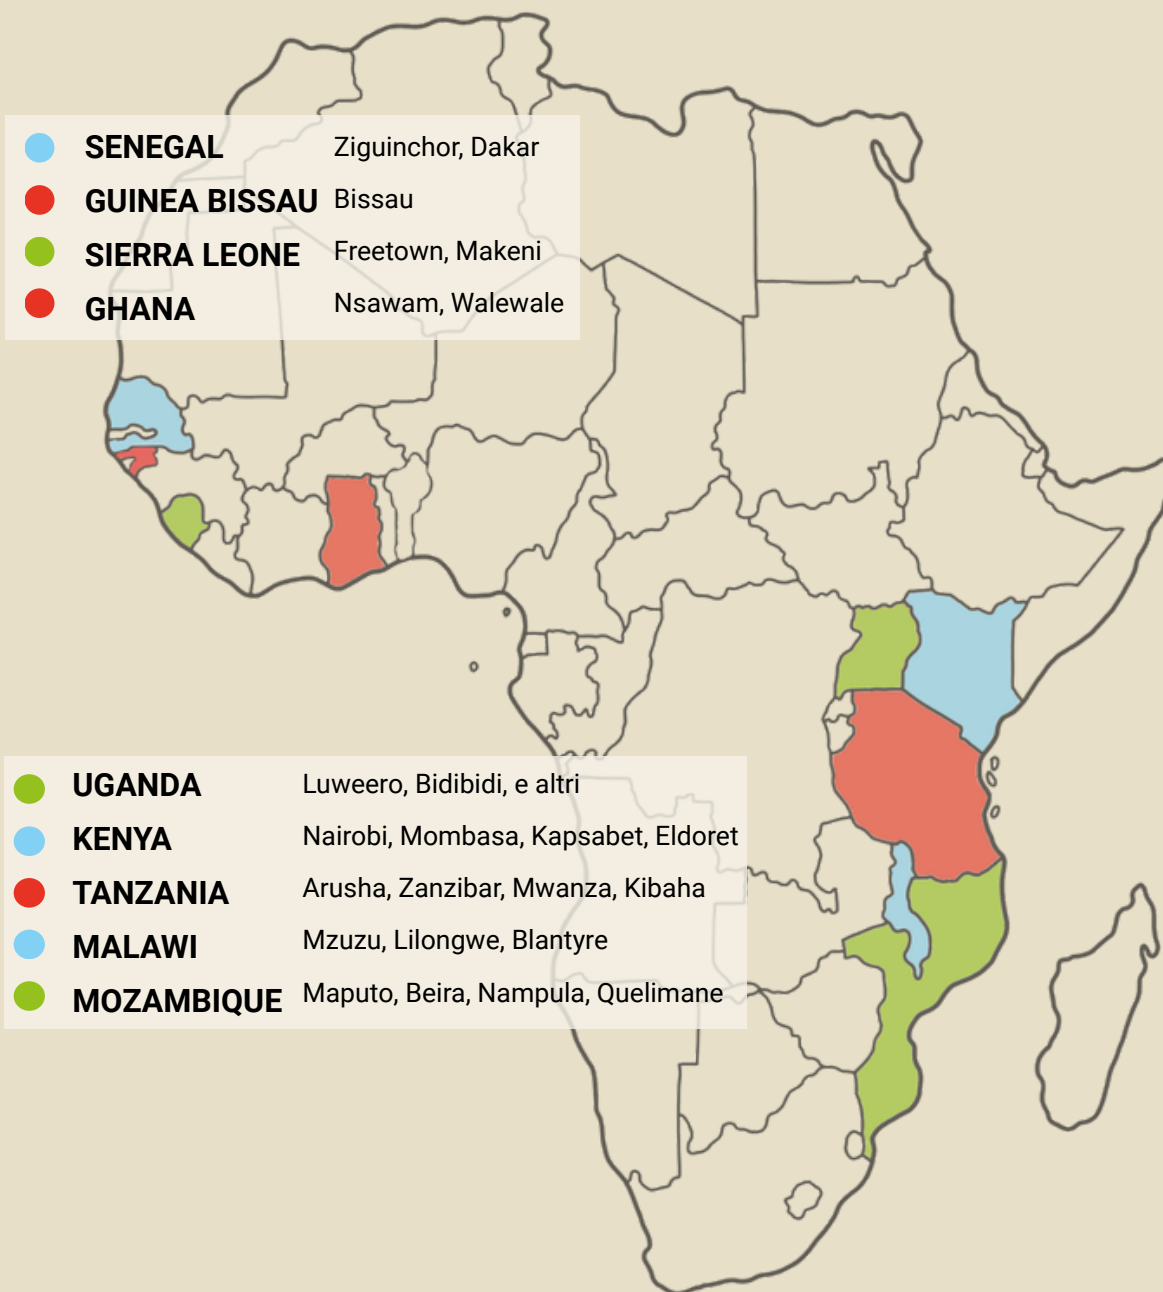 SENEGAL Ziguinchor, Dakar
GUINEA BISSAU Bissau
SIERRA LEONE Freetown, Makeni
GHANA Nsawam, Walewale
UGANDA Luweero, Bidibidi, e altri
KENYA Nairobi, Mombasa, Kapsabet, Eldoret
TANZANIA Arusha, Zanzibar, Mwanza, Kibaha
MALAWI Mzuzu, Lilongwe, Blantyre
MOZAMBIQUE Maputo, Beira, Nampula, Quelimane